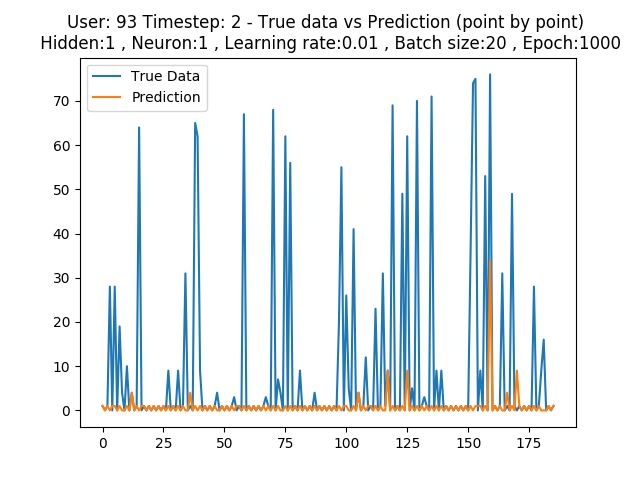 User: 93 Timestep: 2 - True data vs Prediction (point by point)
Hidden:1 , Neuron:1 , Learning rate:0.01 , Batch size:20 , Epoch:1000
True Data
Prediction
70
60
50
40
30
20
10
0
0 25 50 75 100 125 150 175